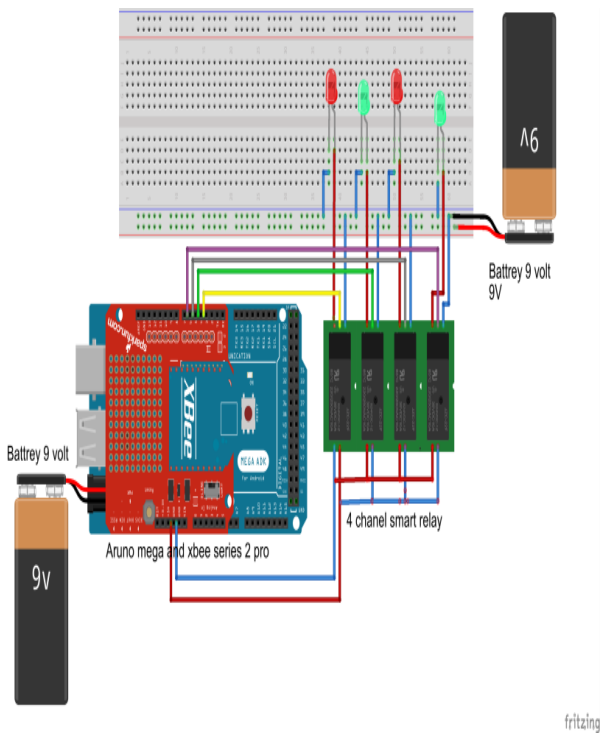 9V
Battrey 9 volt
9V
sparkfun.com
XBee
MEGA ADK
for Android
Battrey 9 volt
9v
4 chanel smart relay
Aruno mega and xbee series 2 pro
fritzing